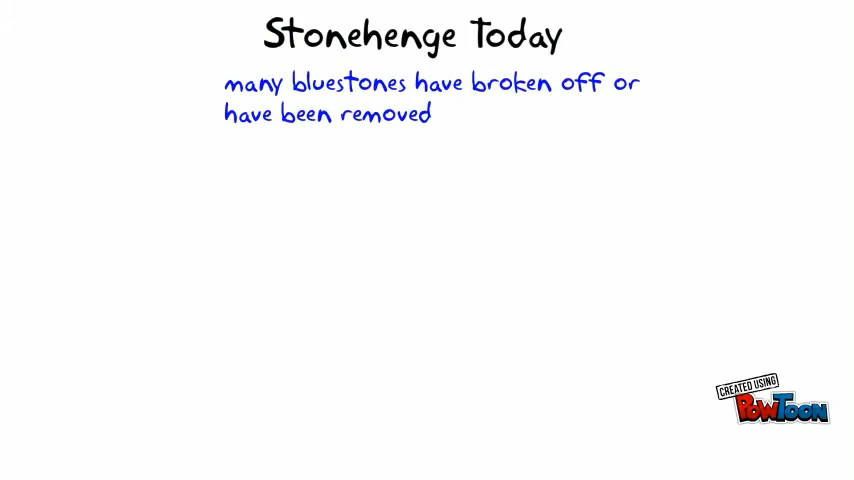 Stonehenge Today
many bluestones have broken off or
have been removed
CREATED USING
POWTOON